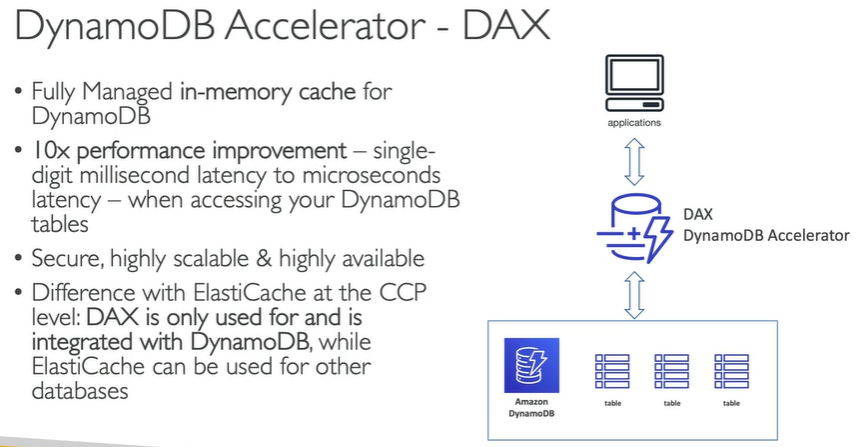 DynamoDB Accelerator - DAX
• Fully Managed in-memory cache for
DynamoDB
• 10x performance improvement – single-
digit millisecond latency to microseconds
latency – when accessing your DynamoDB
tables
• Secure, highly scalable & highly available
• Difference with ElastiCache at the CCP
level: DAX is only used for and is
integrated with DynamoDB, while
ElastiCache can be used for other
databases
applications
DAX
DynamoDB Accelerator
Amazon
DynamoDB
table
table
table